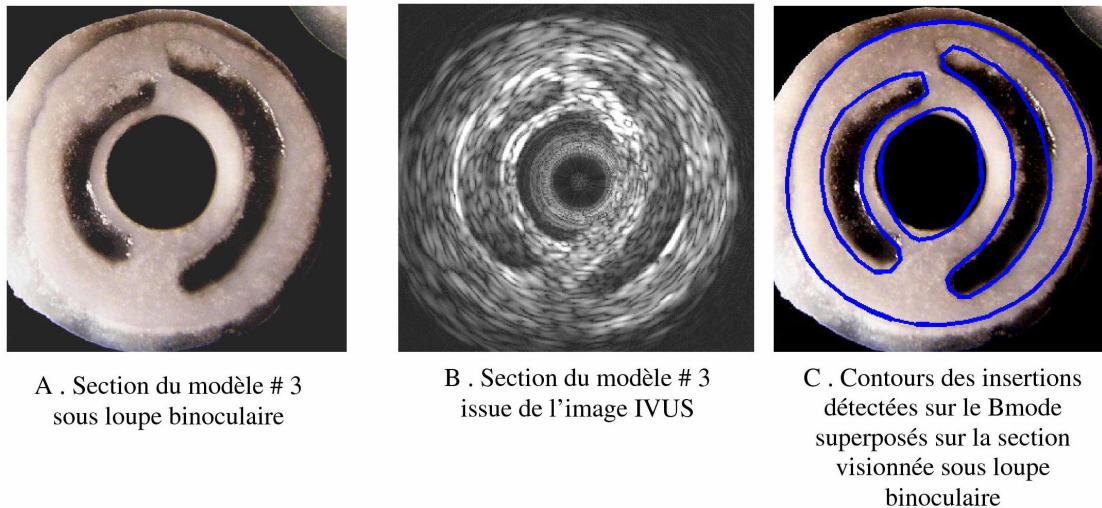 A . Section du modèle # 3
sous loupe binoculaire
B . Section du modèle # 3
issue de l'image IVUS
C . Contours des insertions
détectées sur le Bmode
superposés sur la section
visionnée sous loupe
binoculaire